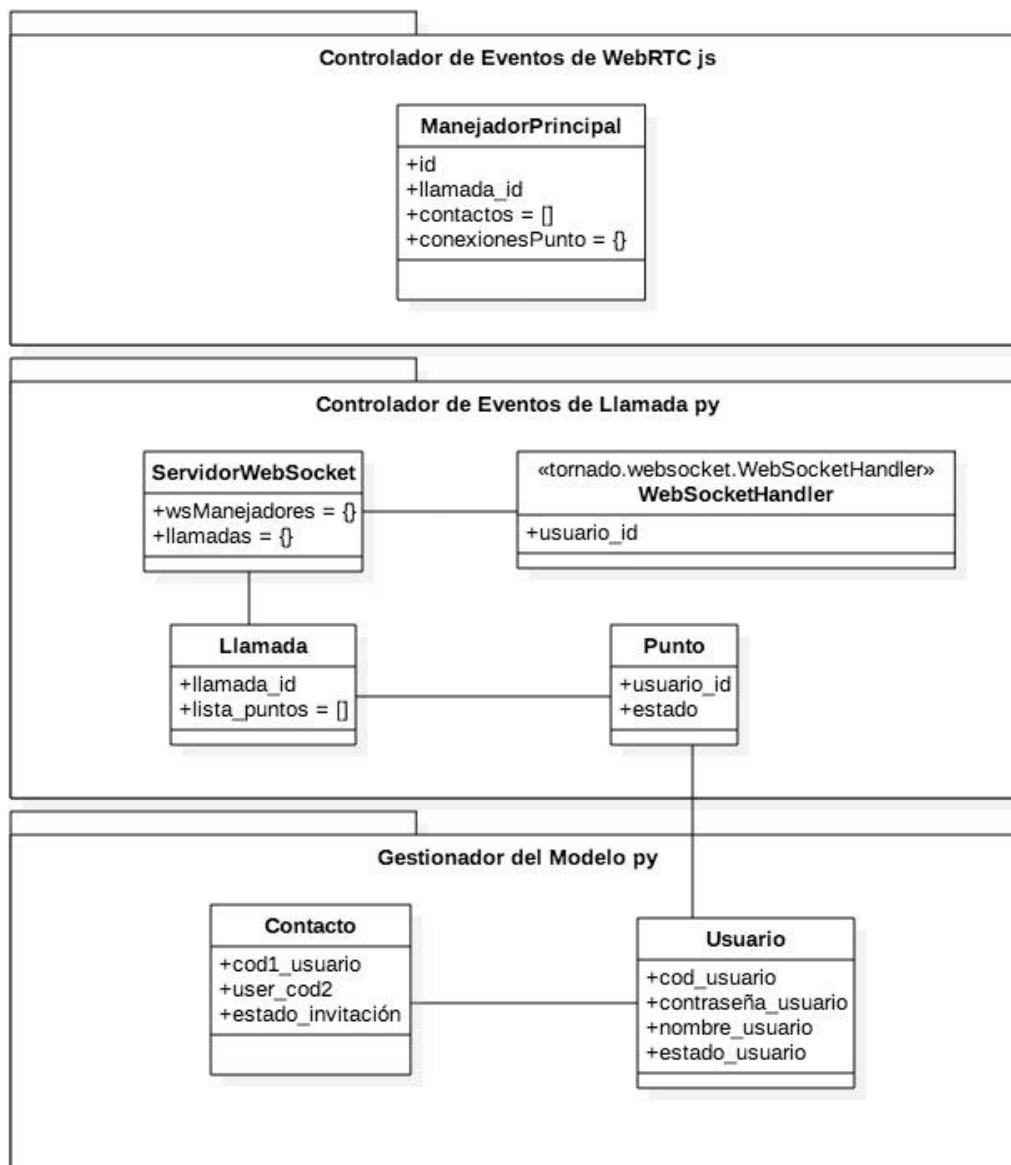 Controlador de Eventos de WebRTC js
ManejadorPrincipal
+id
+llamada_id
+contactos = []
+conexionesPunto = {}
Controlador de Eventos de Llamada py
ServidorWebSocket
+wsManejadores = {}
+llamadas = {}
«tornado.websocket.WebSocketHandler»
WebSocketHandler
+usuario_id
Llamada
+llamada_id
+lista_puntos = []
Punto
+usuario_id
+estado
Gestionador del Modelo py
Contacto
+cod1_usuario
+user_cod2
+estado_invitación
Usuario
+cod_usuario
+contraseña_usuario
+nombre_usuario
+estado_usuario